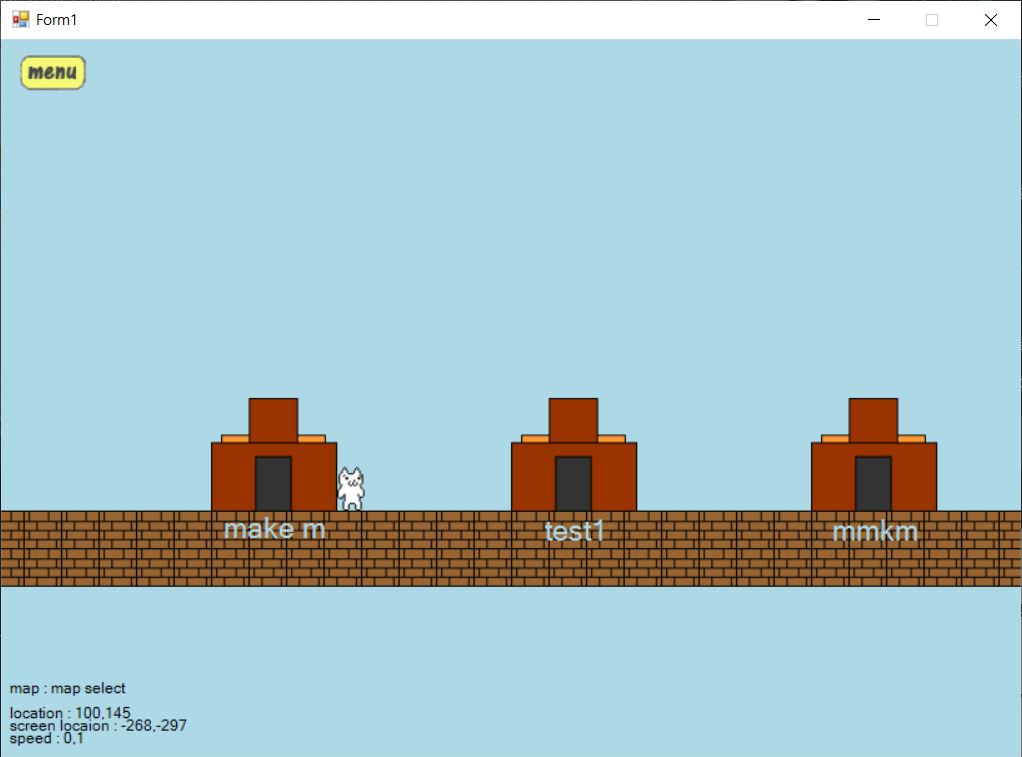 Form1
menu
make m
test1
mmkm
map : map select
location : 100,145
screen locaion : -268,-297
speed : 0,1